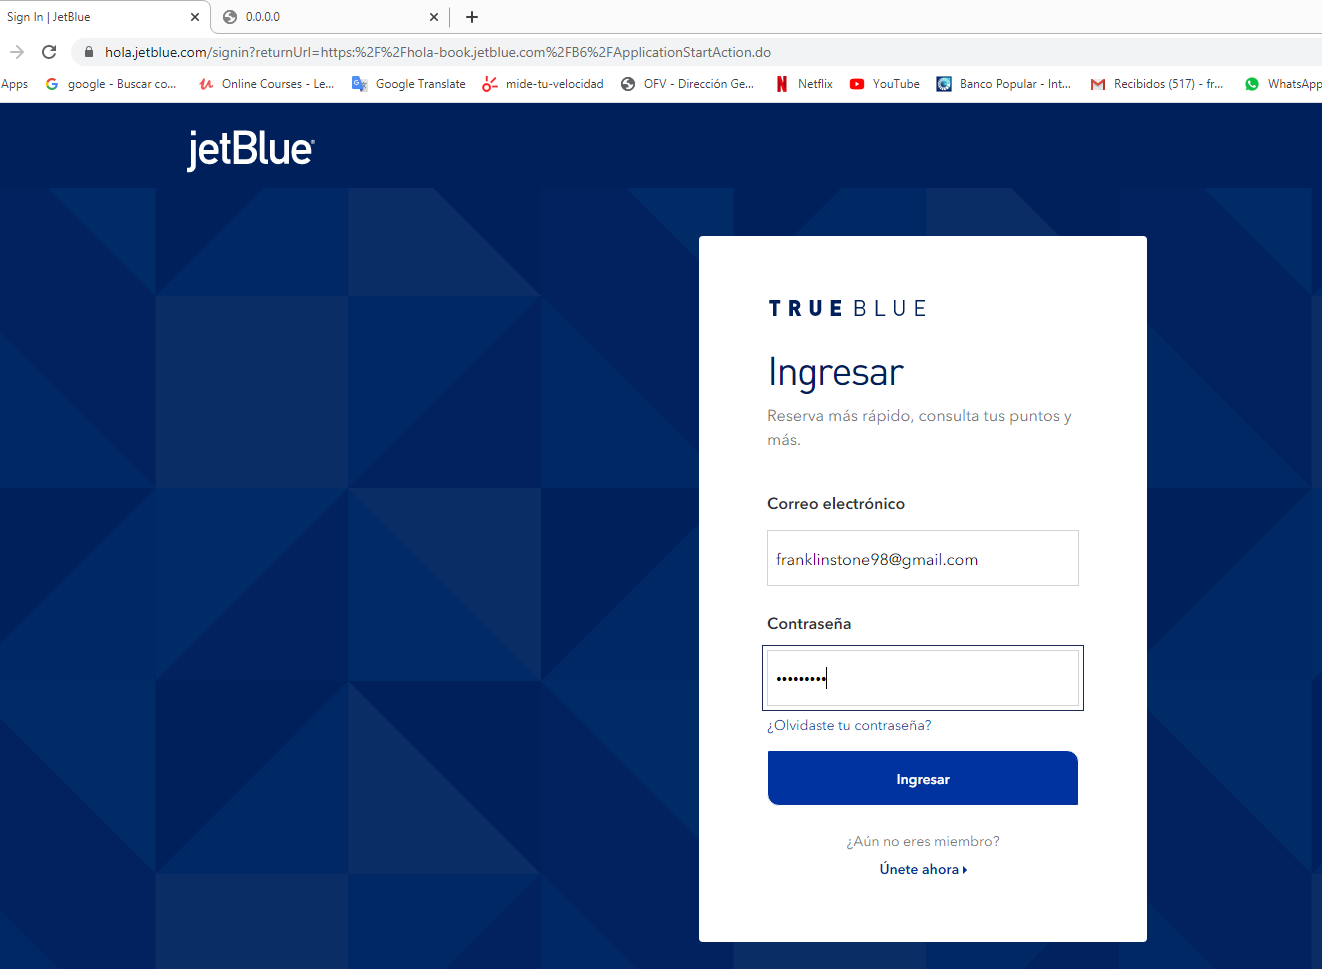 Sign In | JetBlue
0.0.0.0
hola.jetblue.com/signin?returnUrl=https:%2F%2Fhola-book.jetblue.com%2FB6%2FApplicationStartAction.do
Apps
google - Buscar co...
Online Courses - Le...
Google Translate
mide-tu-velocidad
OFV - Dirección Ge...
Netflix
YouTube
Banco Popular - Int...
Recibidos (517) - fr...
WhatsApp
jetBlue
TRUEBLUE
Ingresar
Reserva más rápido, consulta tus puntos y
más.
Correo electrónico
franklinstone98@gmail.com
Contraseña
•••••••••
¿Olvidaste tu contraseña?
Ingresar
¿Aún no eres miembro?
Únete ahora